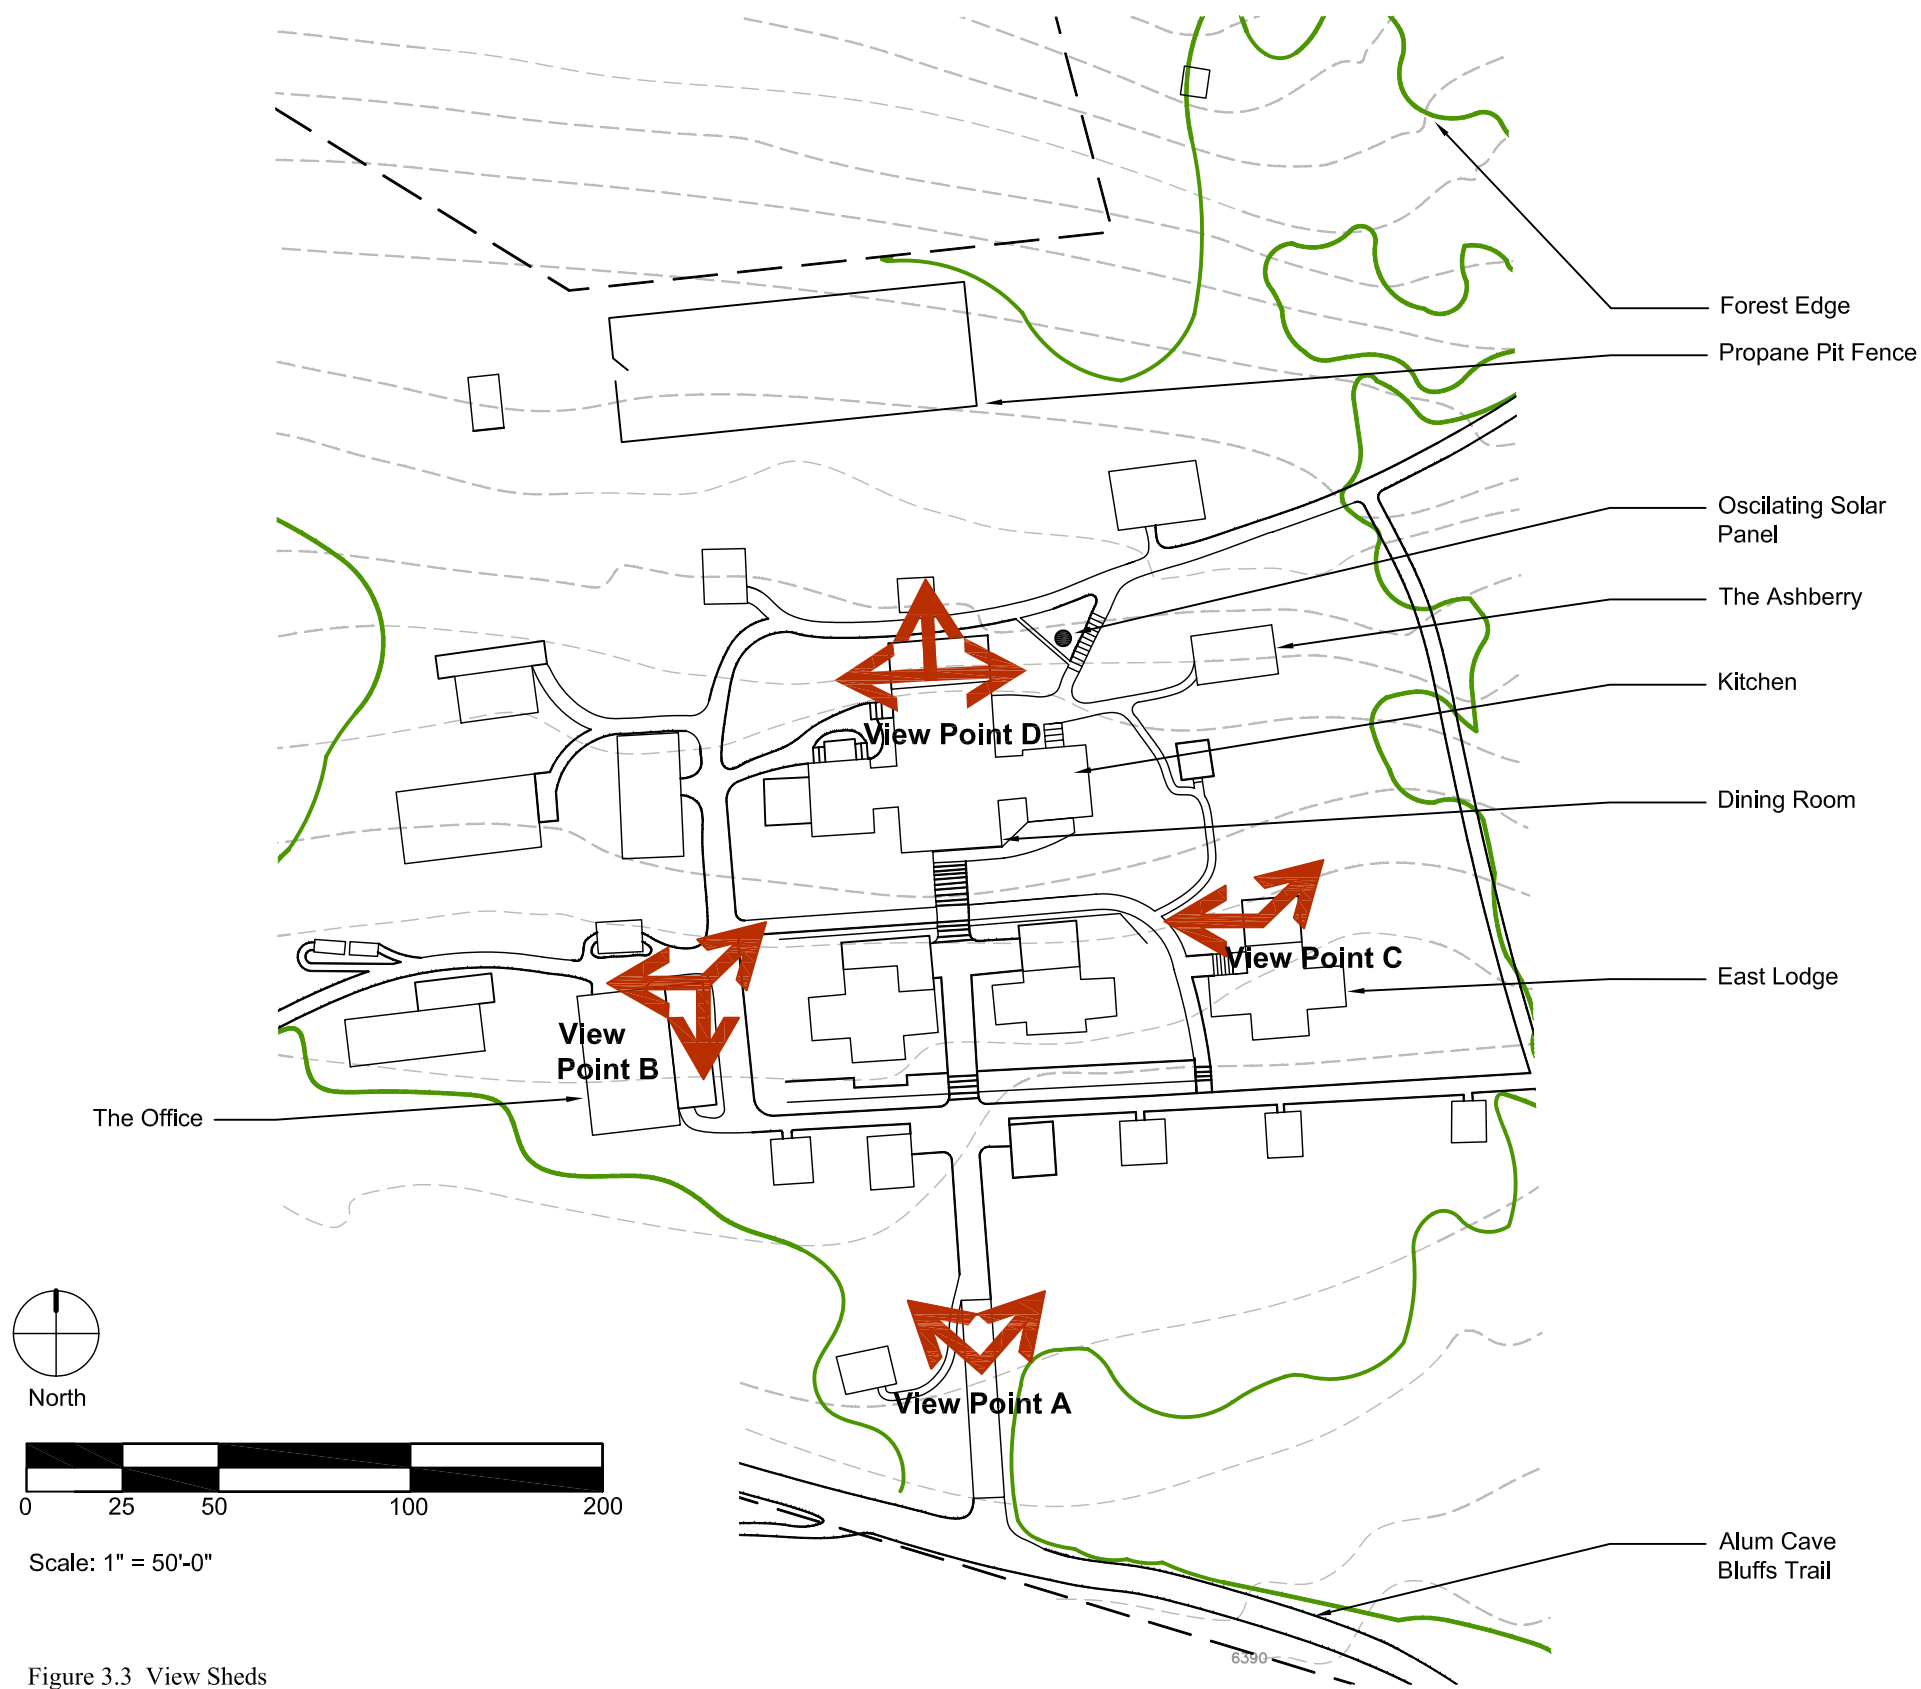 Forest Edge
Propane Pit Fence
Oscilating Solar
Panel
The Ashberry
Kitchen
View Point D
Dining Room
View Point C
East Lodge
View
Point B
The Office
North
View Point A
0 25 50 100 200
Scale: 1" = 50'-0"
Alum Cave
Bluffs Trail
6390
Figure 3.3 View Sheds